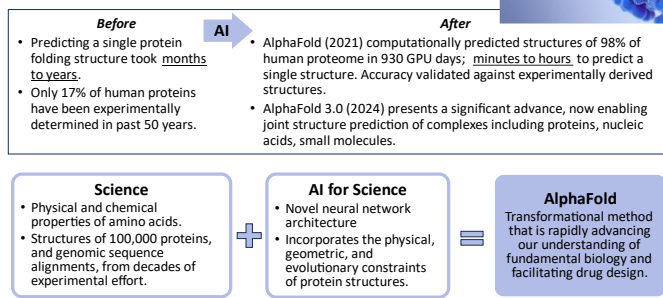 Before
• Predicting a single protein
folding structure took months
to years.
• Only 17% of human proteins
have been experimentally
determined in past 50 years.
AI
After
• AlphaFold (2021) computationally predicted structures of 98% of
human proteome in 930 GPU days; minutes to hours to predict
a single structure. Accuracy validated against experimentally derived
structures.
• AlphaFold 3.0 (2024) presents a significant advance, now enabling
joint structure prediction of complexes including proteins, nucleic
acids, small molecules.
Science
• Physical and chemical
properties of amino acids.
• Structures of 100,000 proteins,
and genomic sequence
alignments, from decades of
experimental effort.
+
AI for Science
• Novel neural network
architecture
• Incorporates the physical,
geometric, and
evolutionary constraints
of protein structures.
=
AlphaFold
Transformational method
that is rapidly advancing
our understanding of
fundamental biology and
facilitating drug design.